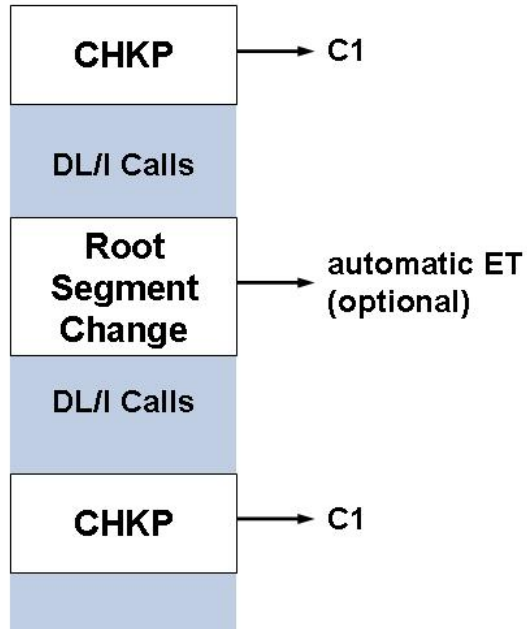 CHKP
C1
DL/I Calls
Root
Segment
Change
automatic ET
(optional)
DL/I Calls
CHKP
C1